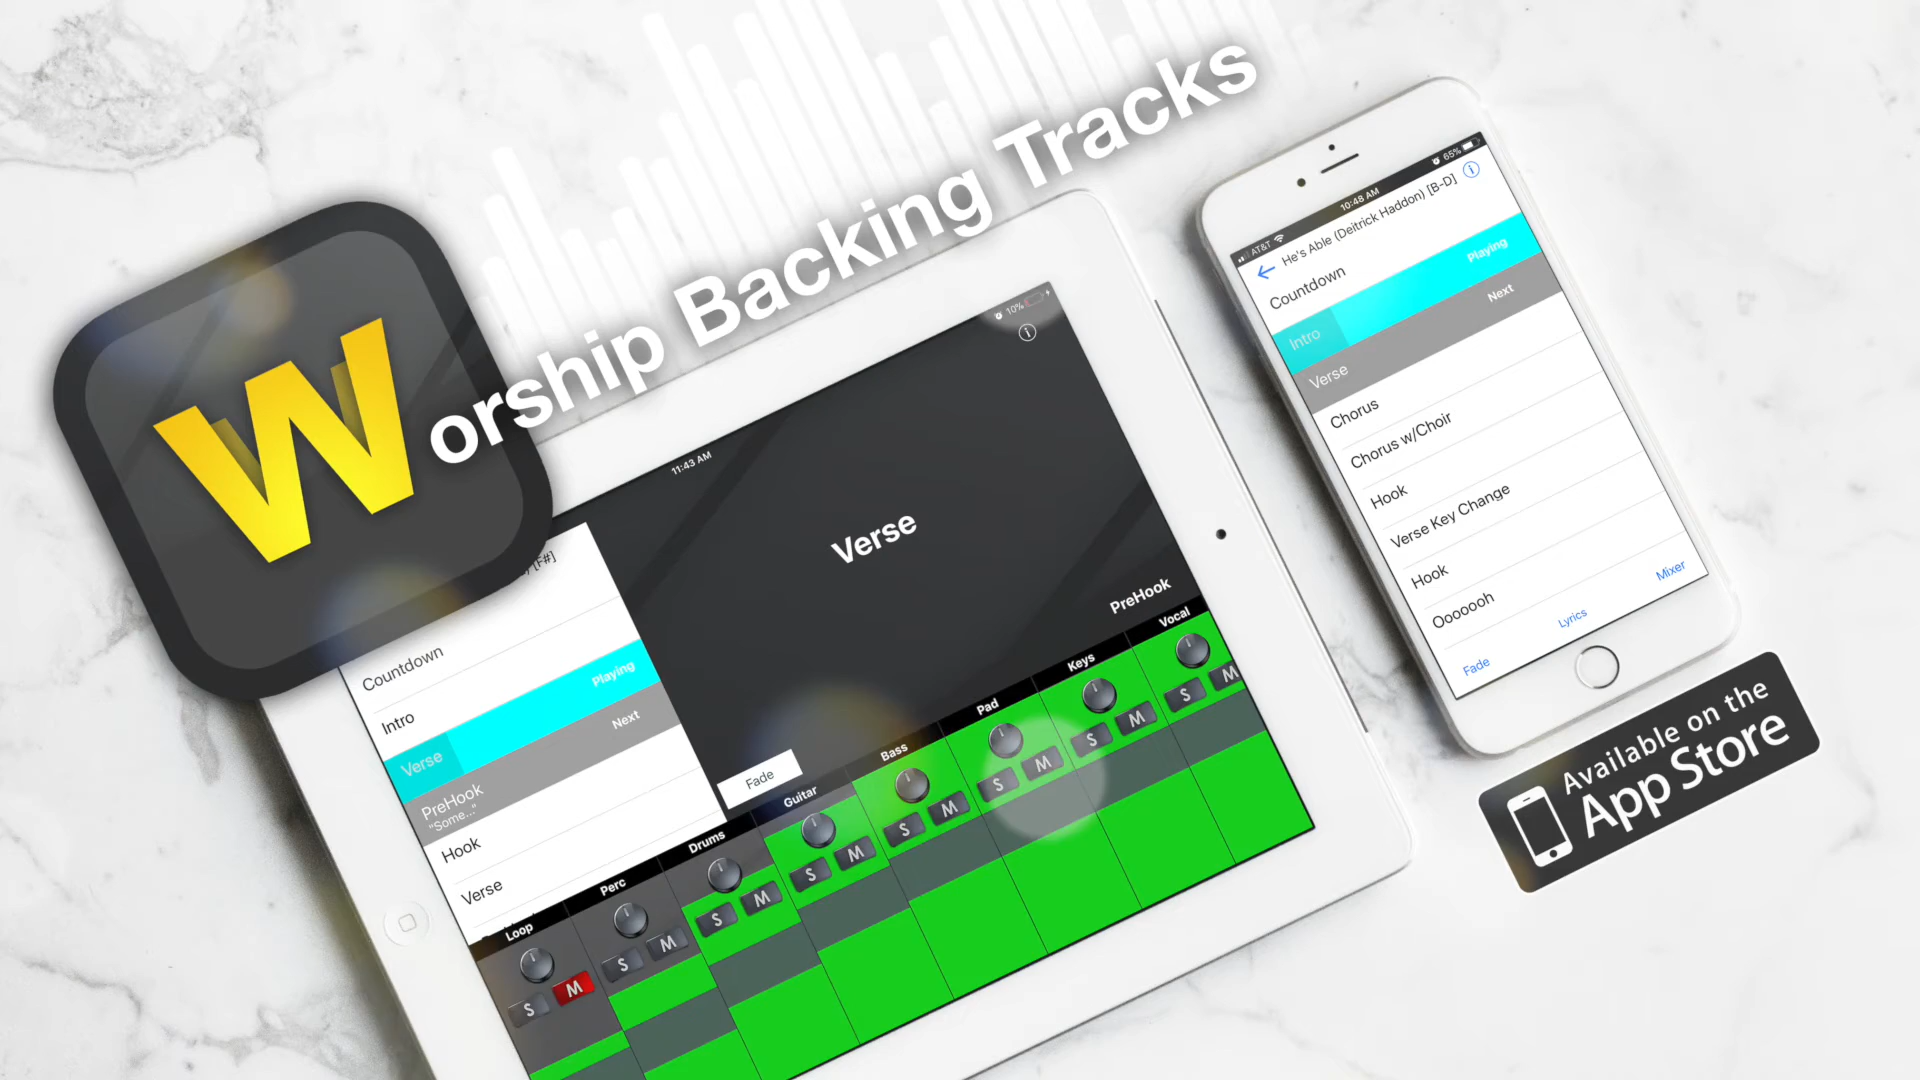 Worship Backing Tracks
11:43 AM
10%
[F#]
Countdown
Intro
Verse
Playing
PreHook
"Some..."
Next
Hook
Verse
Verse
PreHook
Fade
Loop
Perc
Drums
Guitar
Bass
Pad
Keys
Vocal
S M
S M
S M
S M
S M
S M
S M
S M
AT&T
10:48 AM
65%
He's Able (Deitrick Haddon) [B-D]
Countdown
Intro
Playing
Verse
Next
Chorus
Chorus w/Choir
Hook
Verse Key Change
Hook
Ooooooh
Fade
Lyrics
Mixer
Available on the
App Store